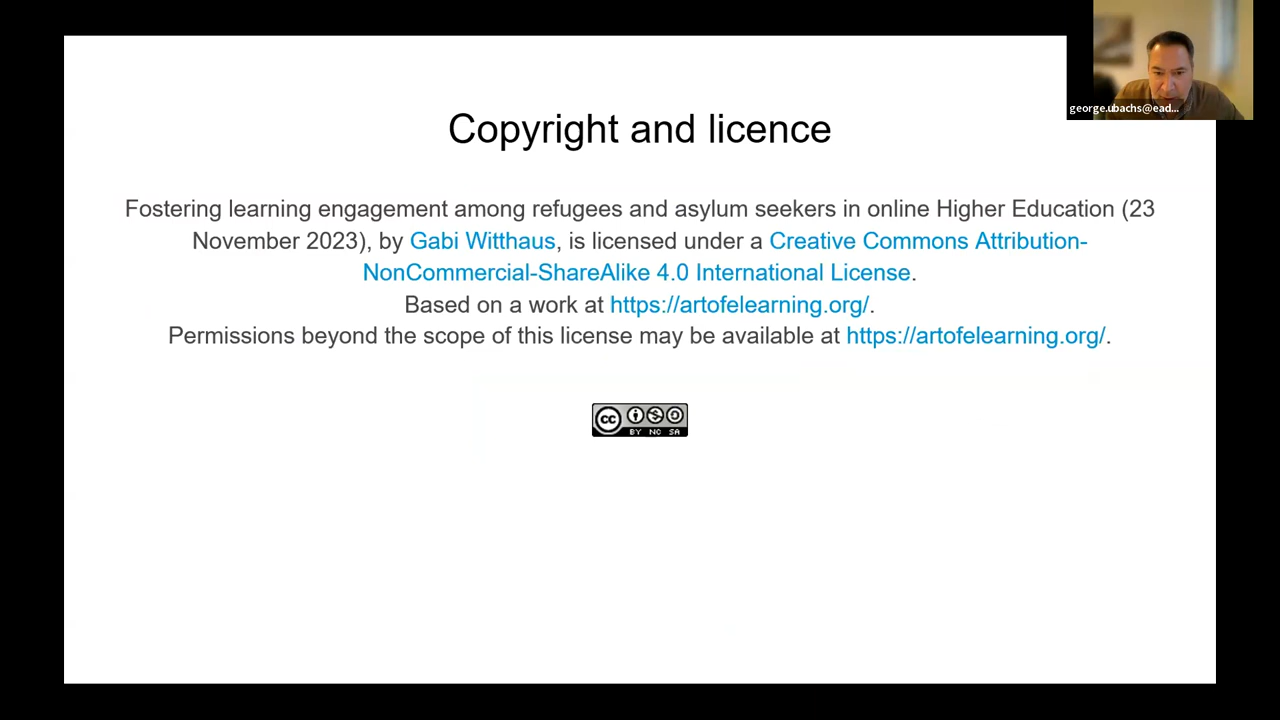 george.ubachs@ead...
Copyright and licence
Fostering learning engagement among refugees and asylum seekers in online Higher Education (23
November 2023), by Gabi Witthaus, is licensed under a Creative Commons Attribution-
NonCommercial-ShareAlike 4.0 International License.
Based on a work at https://artofelearning.org/.
Permissions beyond the scope of this license may be available at https://artofelearning.org/.
cc
BY NC SA